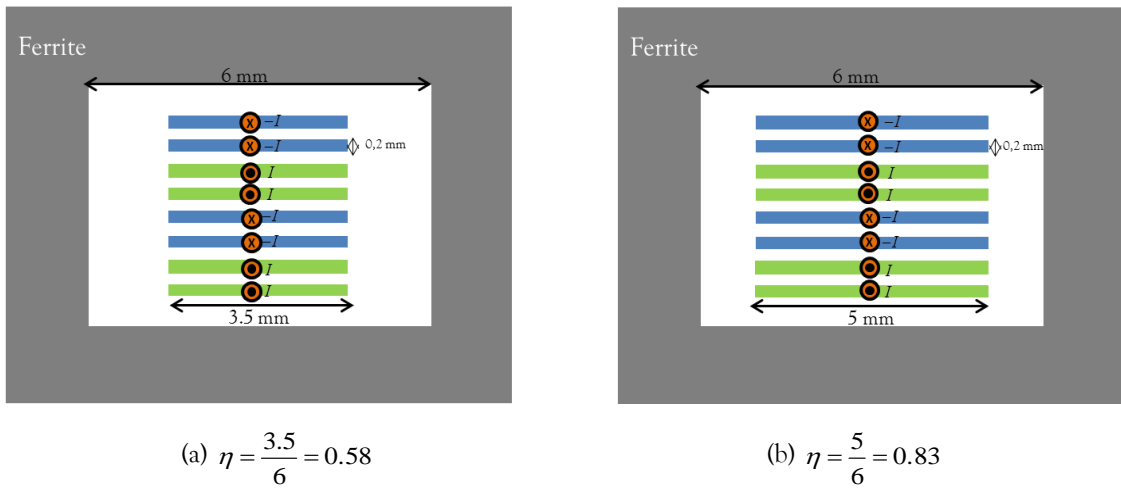 Ferrite
6 mm
X −I
X −I
0,2 mm
I
I
X −I
X −I
I
I
3.5 mm
(a) η = 3.5/6 = 0.58
Ferrite
6 mm
X −I
X −I
0,2 mm
I
I
X −I
X −I
I
I
5 mm
(b) η = 5/6 = 0.83